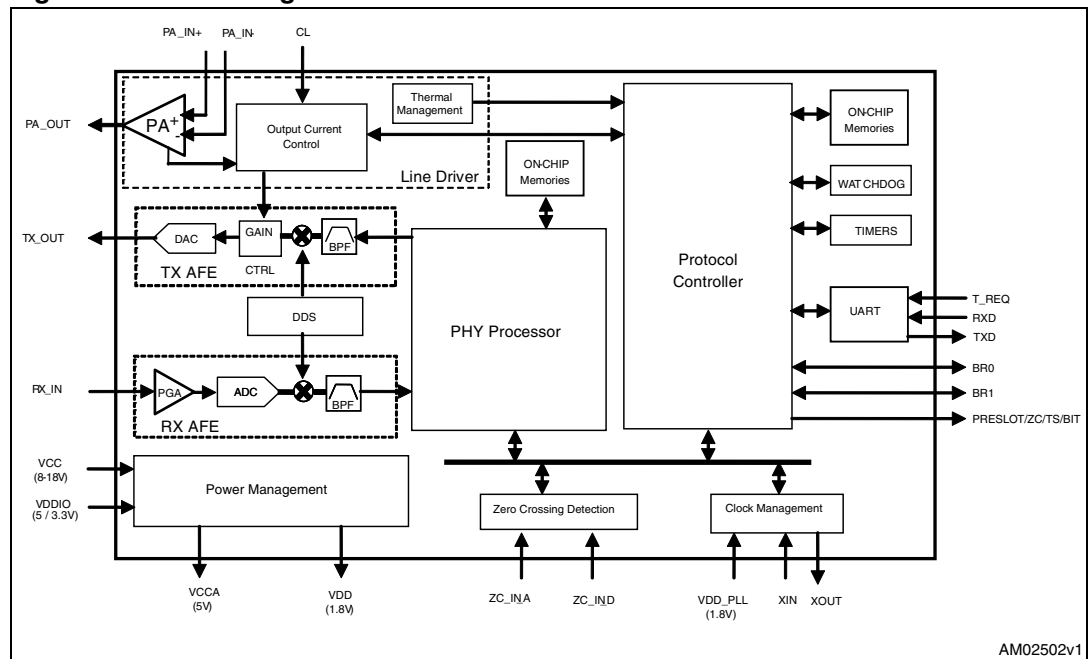 PA_IN+
PA_IN-
CL
PA_OUT
PA
+
-
Output Current
Control
Thermal
Management
Line Driver
ON-CHIP
Memories
ON-CHIP
Memories
WATCHDOG
TIMERS
Protocol
Controller
UART
T_REQ
RXD
TXD
BR0
BR1
PRESLOT/ZC/TS/BIT
TX_OUT
DAC
GAIN
CTRL
BPF
TX AFE
DDS
PHY Processor
RX_IN
PGA
ADC
BPF
RX AFE
VCC
(8-18V)
VDDIO
(5 / 3.3V)
Power Management
Zero Crossing Detection
Clock Management
VCCA
(5V)
VDD
(1.8V)
ZC_IN_A
ZC_IN_D
VDD_PLL
(1.8V)
XIN
XOUT
AM02502v1